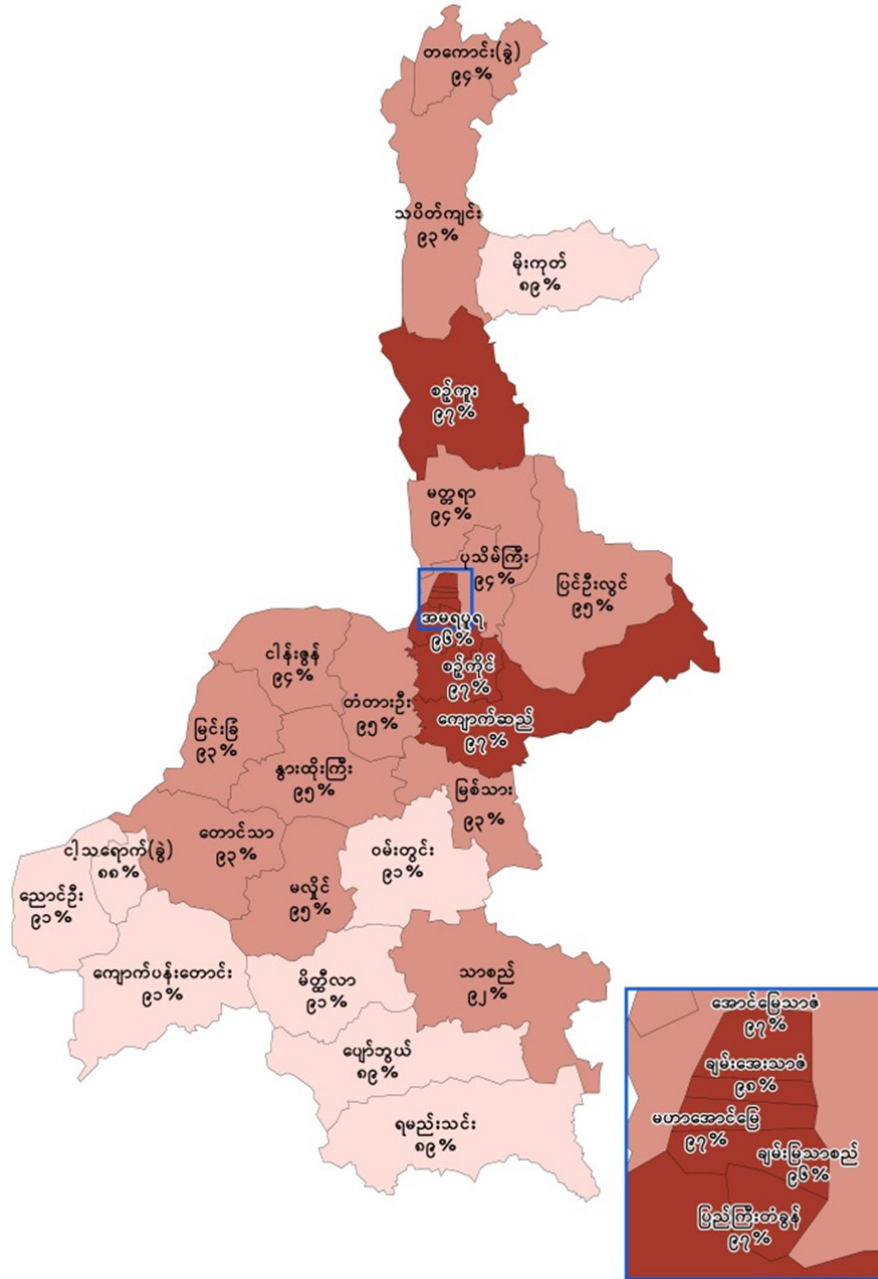 တကောင်း(ခွဲ)
၉၄%
သပိတ်ကျင်း
၉၃%
မိုးကုတ်
၈၉%
စဉ့်ကူး
၉၇%
မတ္တရာ
၉၄%
ပုသိမ်ကြီး
၉၄%
ပြင်ဦးလွင်
၉၅%
အမရပူရ
၉၆%
စဉ့်ကိုင်
၉၇%
ငါန်းဇွန်
၉၄%
တံတားဦး
၉၅%
ကျောက်ဆည်
၉၇%
မြင်းခြံ
၉၃%
နွားထိုးကြီး
၉၅%
မြစ်သား
၉၃%
တောင်သာ
၉၃%
ငါ့သရောက်(ခွဲ)
၈၈%
ဝမ်းတွင်း
၉၁%
ညောင်ဦး
၉၁%
မလှိုင်
၉၅%
ကျောက်ပန်းတောင်း
၉၁%
မိတ္ထီလာ
၉၁%
သာစည်
၉၂%
ပျော်ဘွယ်
၈၉%
ရမည်းသင်း
၈၉%
အောင်မြေသာဇံ
၉၇%
ချမ်းအေးသာဇံ
၉၈%
မဟာအောင်မြေ
၉၇%
ချမ်းမြသာစည်
၉၆%
ပြည်ကြီးတံခွန်
၉၇%